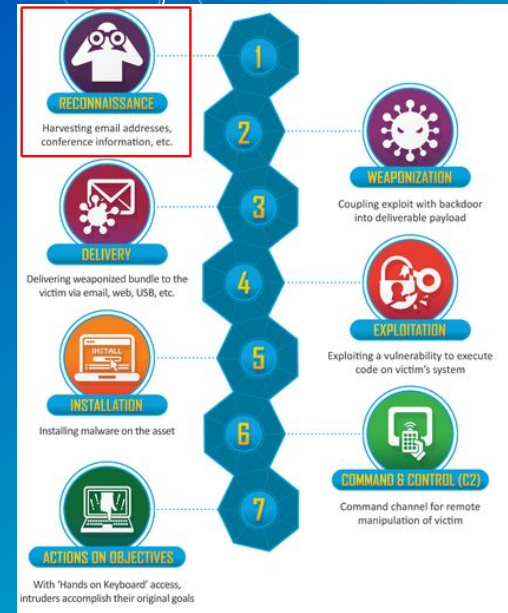 1
RECONNAISSANCE
Harvesting email addresses,
conference information, etc.
2
WEAPONIZATION
Coupling exploit with backdoor
into deliverable payload
3
DELIVERY
Delivering weaponized bundle to the
victim via email, web, USB, etc.
4
EXPLOITATION
Exploiting a vulnerability to execute
code on victim's system
5
INSTALL
INSTALLATION
Installing malware on the asset
6
COMMAND & CONTROL (C2)
Command channel for remote
manipulation of victim
7
ACTIONS ON OBJECTIVES
With 'Hands on Keyboard' access,
intruders accomplish their original goals